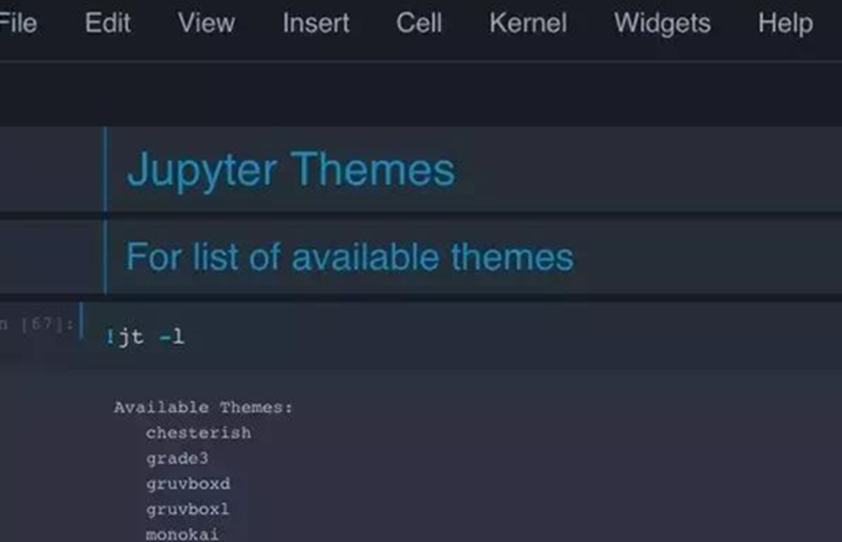 File Edit View Insert Cell Kernel Widgets Help
Jupyter Themes
For list of available themes
n [67]:
!jt -l
Available Themes:
chesterish
grade3
gruvboxd
gruvboxl
monokai